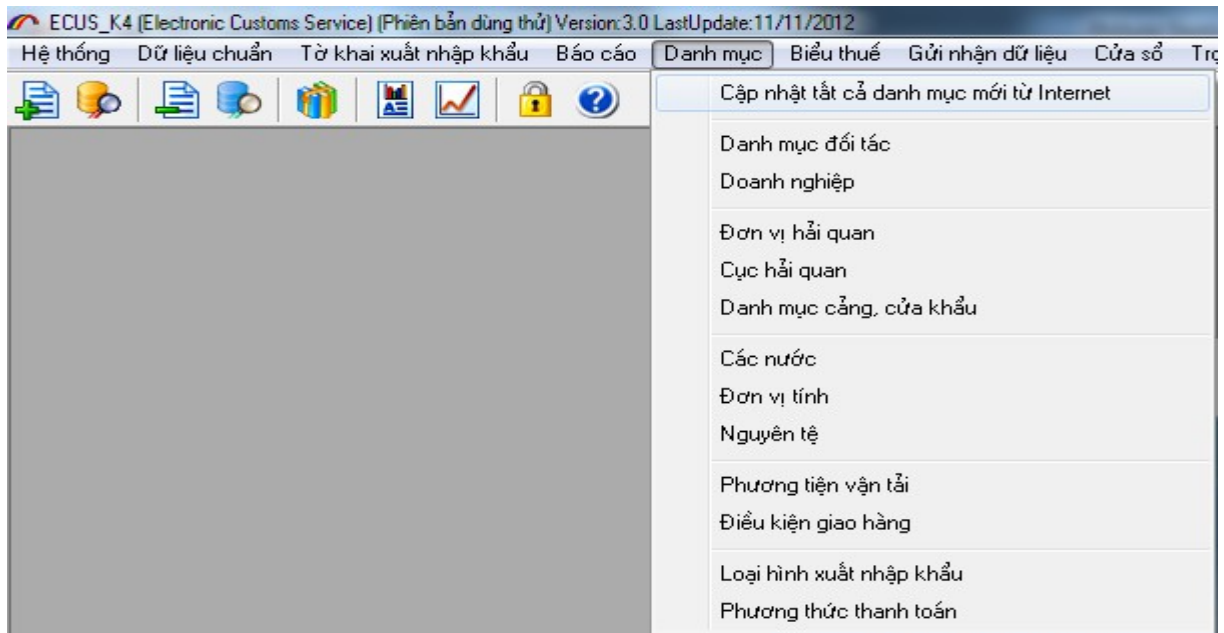 ECUS_K4 (Electronic Customs Service) (Phiên bản dùng thử) Version:3.0 LastUpdate:11/11/2012
Hệ thống Dữ liệu chuẩn Tờ khai xuất nhập khẩu Báo cáo Danh mục Biểu thuế Gửi nhận dữ liệu Cửa sổ
Cập nhật tất cả danh mục mới từ Internet
Danh mục đối tác
Doanh nghiệp
Đơn vị hải quan
Cục hải quan
Danh mục cảng, cửa khẩu
Các nước
Đơn vị tính
Nguyên tệ
Phương tiện vận tải
Điều kiện giao hàng
Loại hình xuất nhập khẩu
Phương thức thanh toán